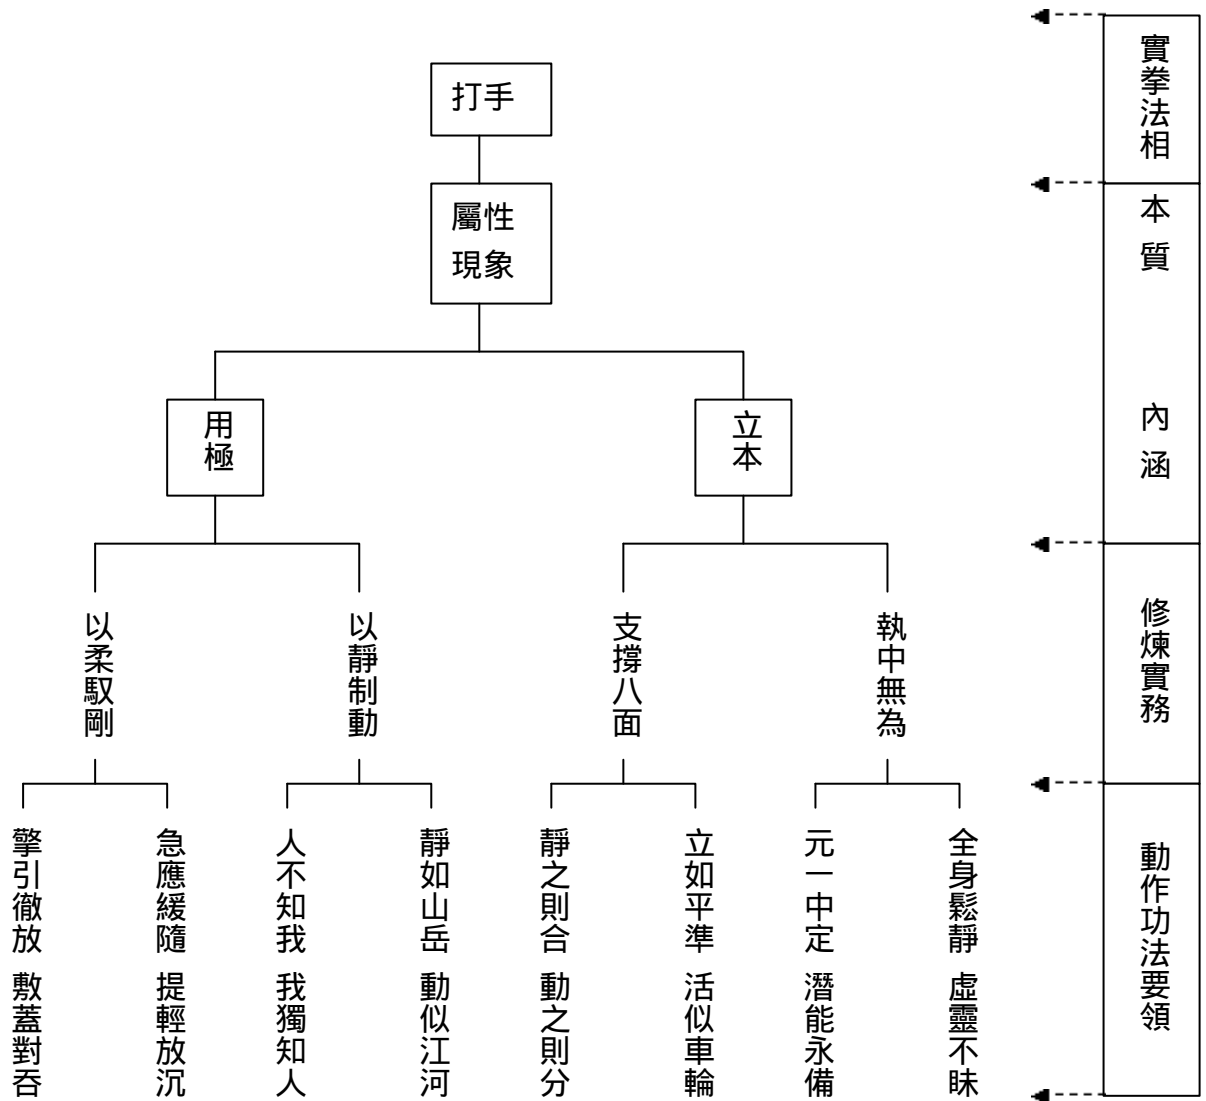 打手
屬性
現象
用極
立本
以柔馭剛
以靜制動
支撐八面
執中無為
擎引徹放 敷蓋對吞
急應緩隨 提輕放沉
人不知我 我獨知人
靜如山岳 動似江河
靜之則合 動之則分
立如平準 活似車輪
元一中定 潛能永備
全身鬆靜 虛靈不昧
實拳法相
本質
內涵
修煉實務
動作功法要領